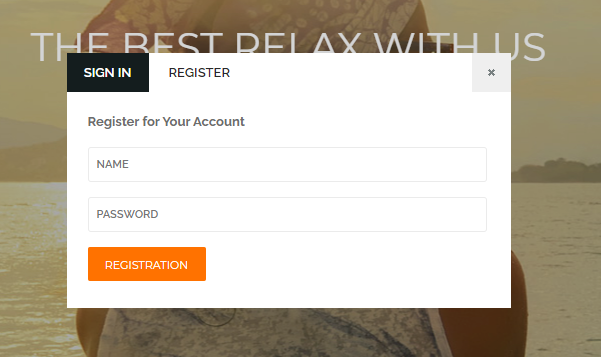 THE BEST RELAX WITH US
SIGN IN
REGISTER
×
Register for Your Account
NAME
PASSWORD
REGISTRATION